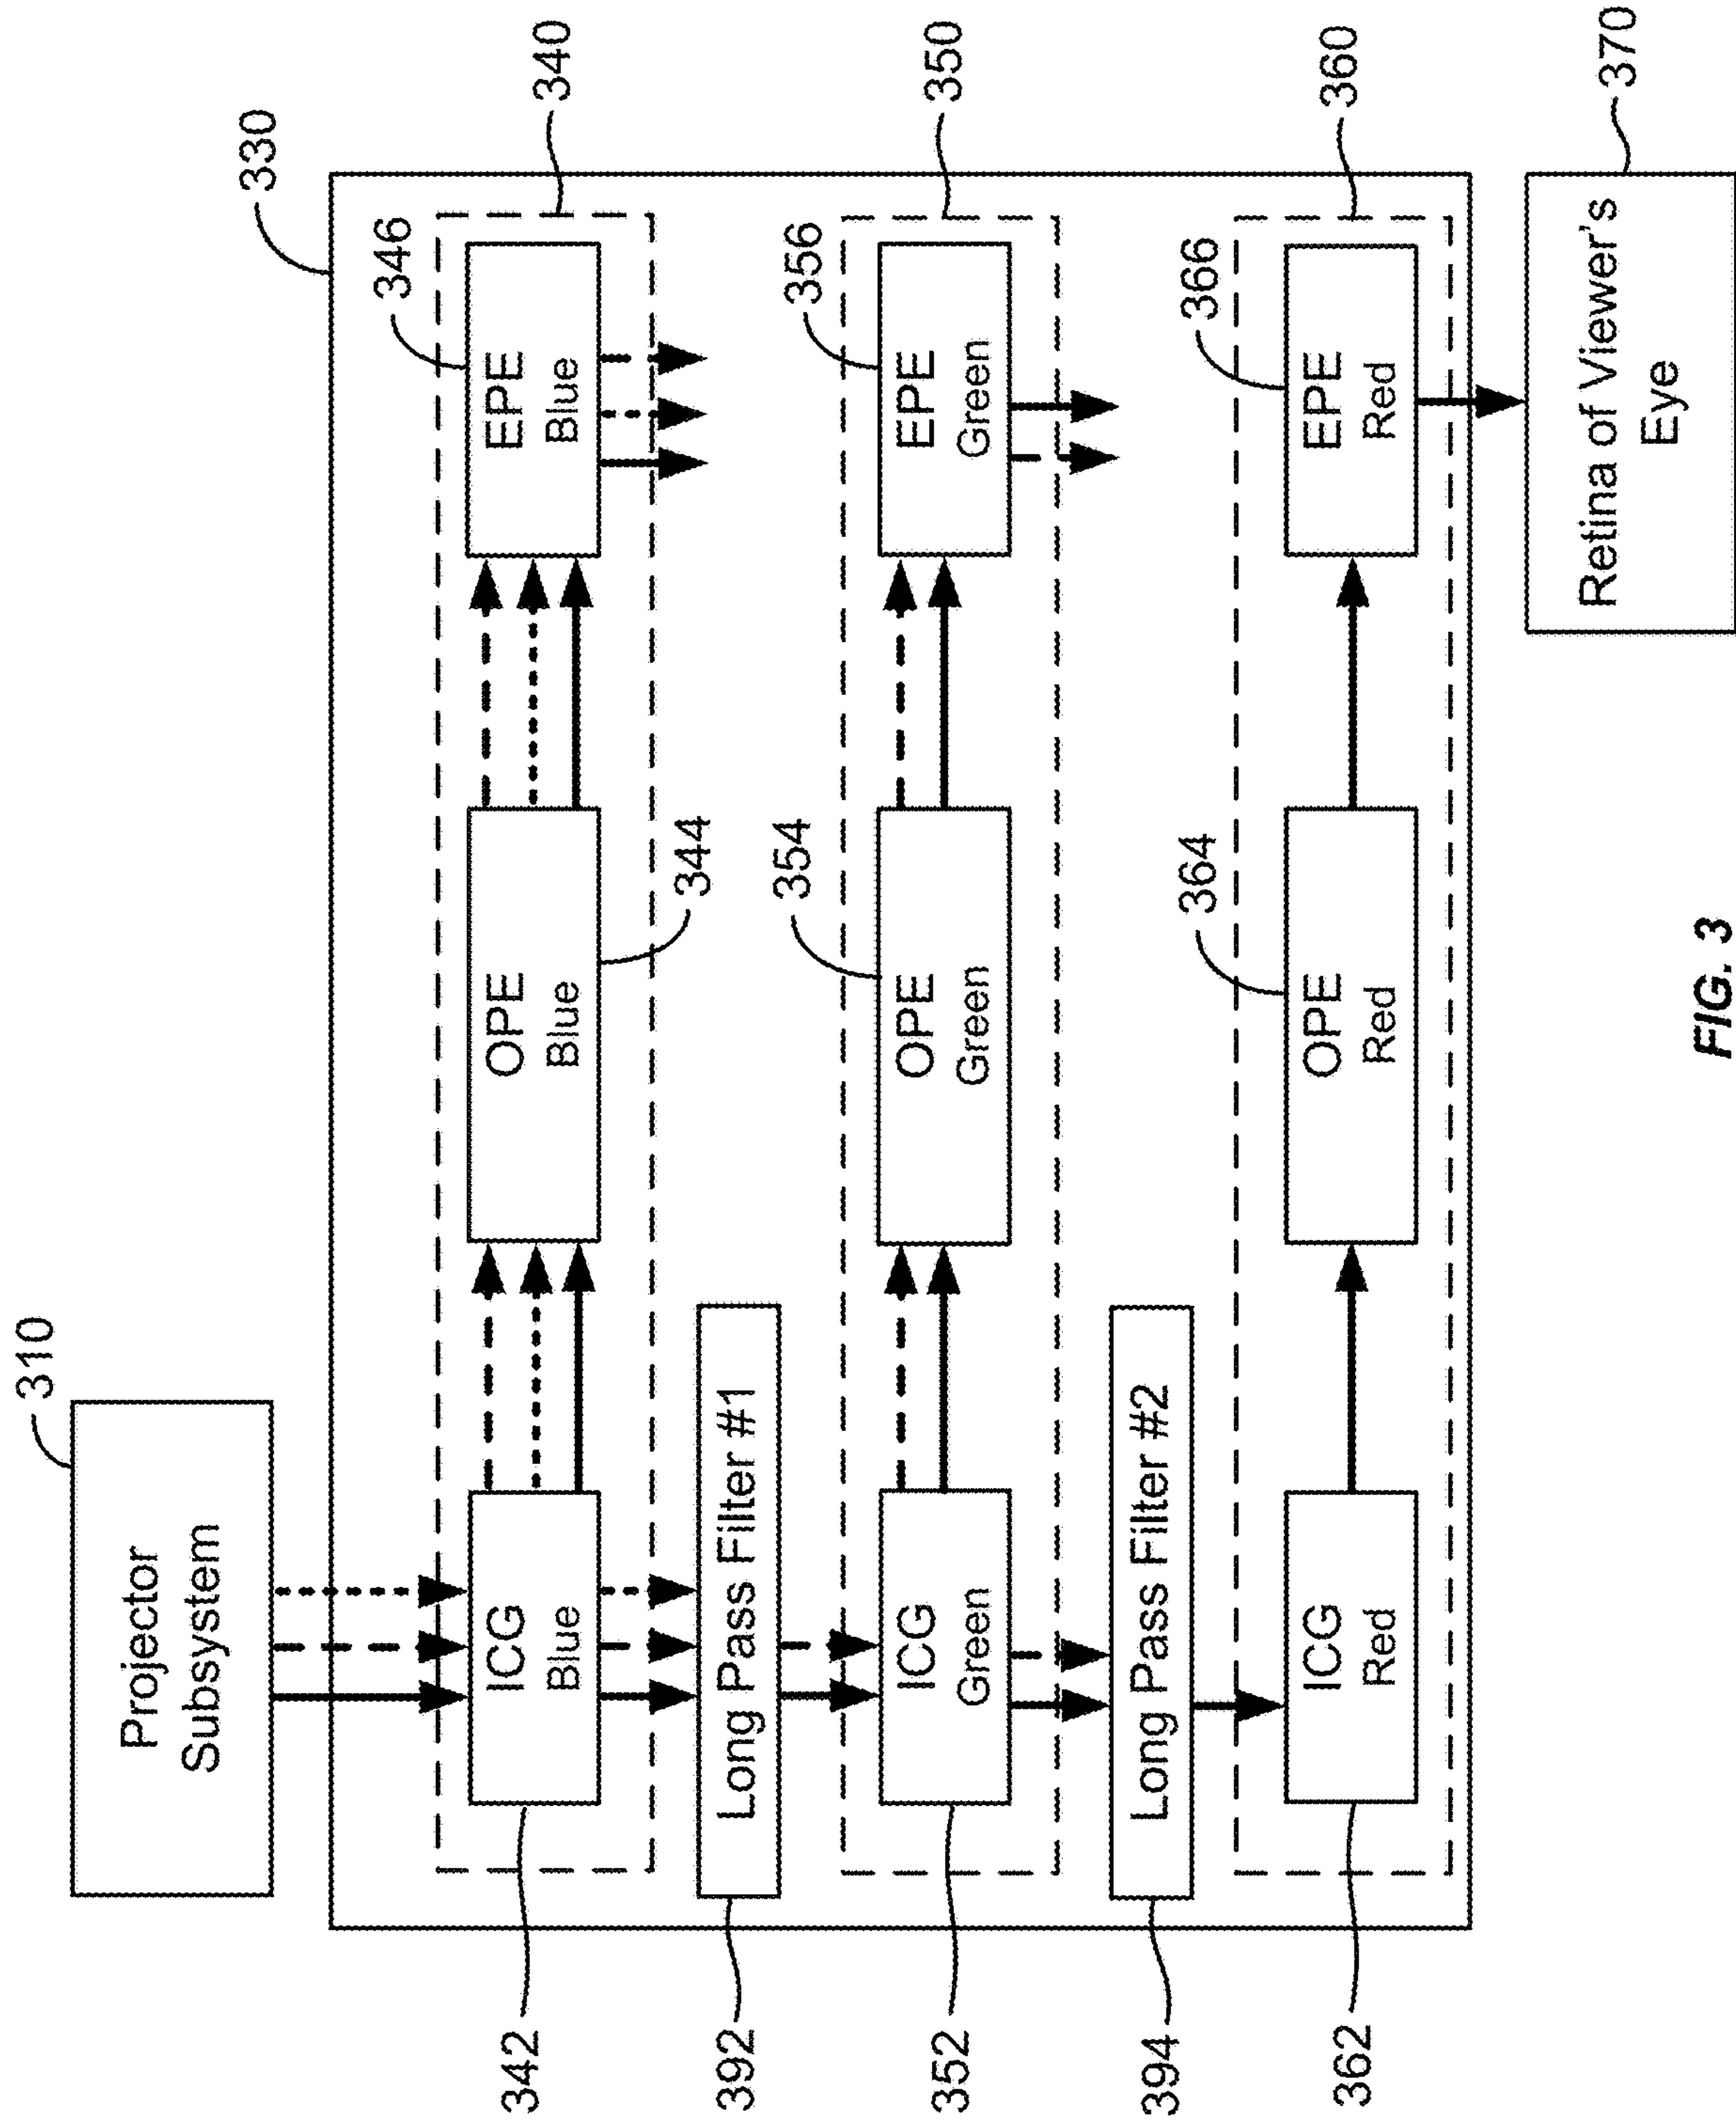 310
Projector
Subsystem
330
340
346
ICG
Blue
OPE
Blue
EPE
Blue
342
344
Long Pass Filter #1
392
350
354
356
ICG
Green
OPE
Green
EPE
Green
352
Long Pass Filter #2
394
360
364
366
ICG
Red
OPE
Red
EPE
Red
362
Retina of Viewer's
Eye
370
FIG. 3